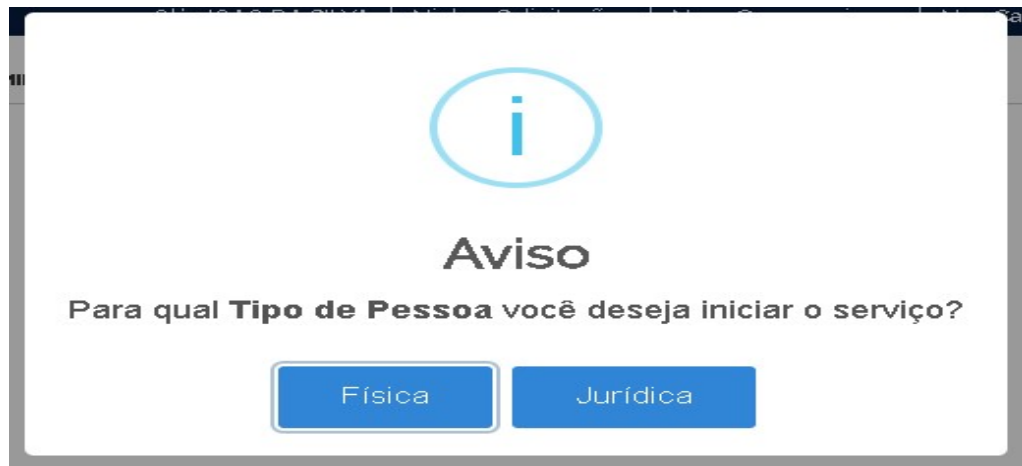 i
Aviso
Para qual Tipo de Pessoa você deseja iniciar o serviço?
Física
Jurídica